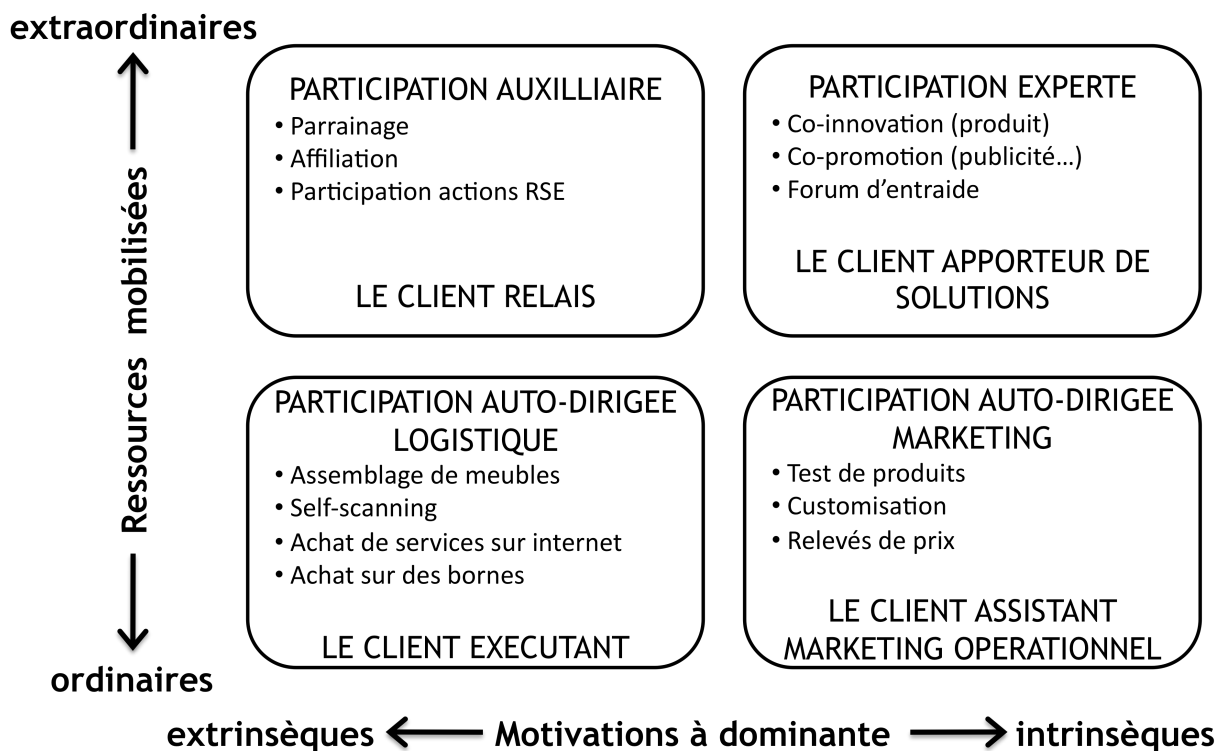 extraordinaires
PARTICIPATION AUXILLIAIRE
• Parrainage
• Affiliation
• Participation actions RSE
LE CLIENT RELAIS
PARTICIPATION EXPERTE
• Co-innovation (produit)
• Co-promotion (publicité…)
• Forum d’entraide
LE CLIENT APPORTEUR DE
SOLUTIONS
Ressources mobilisées
PARTICIPATION AUTO-DIRIGEE
LOGISTIQUE
• Assemblage de meubles
• Self-scanning
• Achat de services sur internet
• Achat sur des bornes
LE CLIENT EXECUTANT
PARTICIPATION AUTO-DIRIGEE
MARKETING
• Test de produits
• Customisation
• Relevés de prix
LE CLIENT ASSISTANT
MARKETING OPERATIONNEL
ordinaires
extrinsèques Motivations à dominante intrinsèques